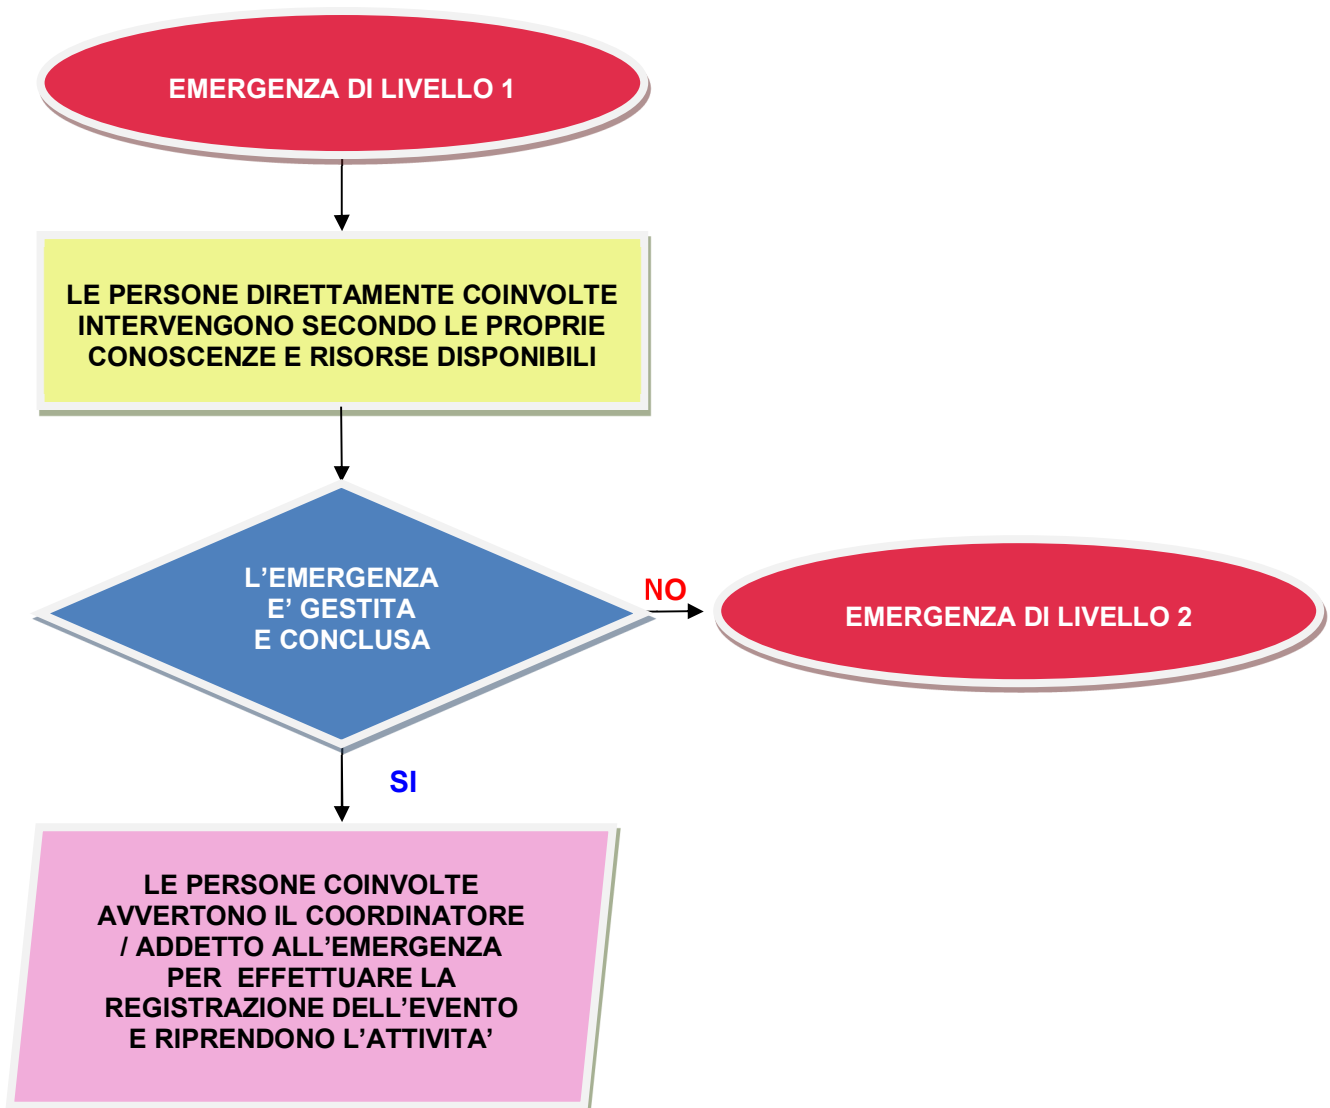 EMERGENZA DI LIVELLO 1
LE PERSONE DIRETTAMENTE COINVOLTE
INTERVENGONO SECONDO LE PROPRIE
CONOSCENZE E RISORSE DISPONIBILI
L’EMERGENZA
E’ GESTITA
E CONCLUSA
NO
EMERGENZA DI LIVELLO 2
SI
LE PERSONE COINVOLTE
AVVERTONO IL COORDINATORE
/ ADDETTO ALL’EMERGENZA
PER EFFETTUARE LA
REGISTRAZIONE DELL’EVENTO
E RIPRENDONO L’ATTIVITA’